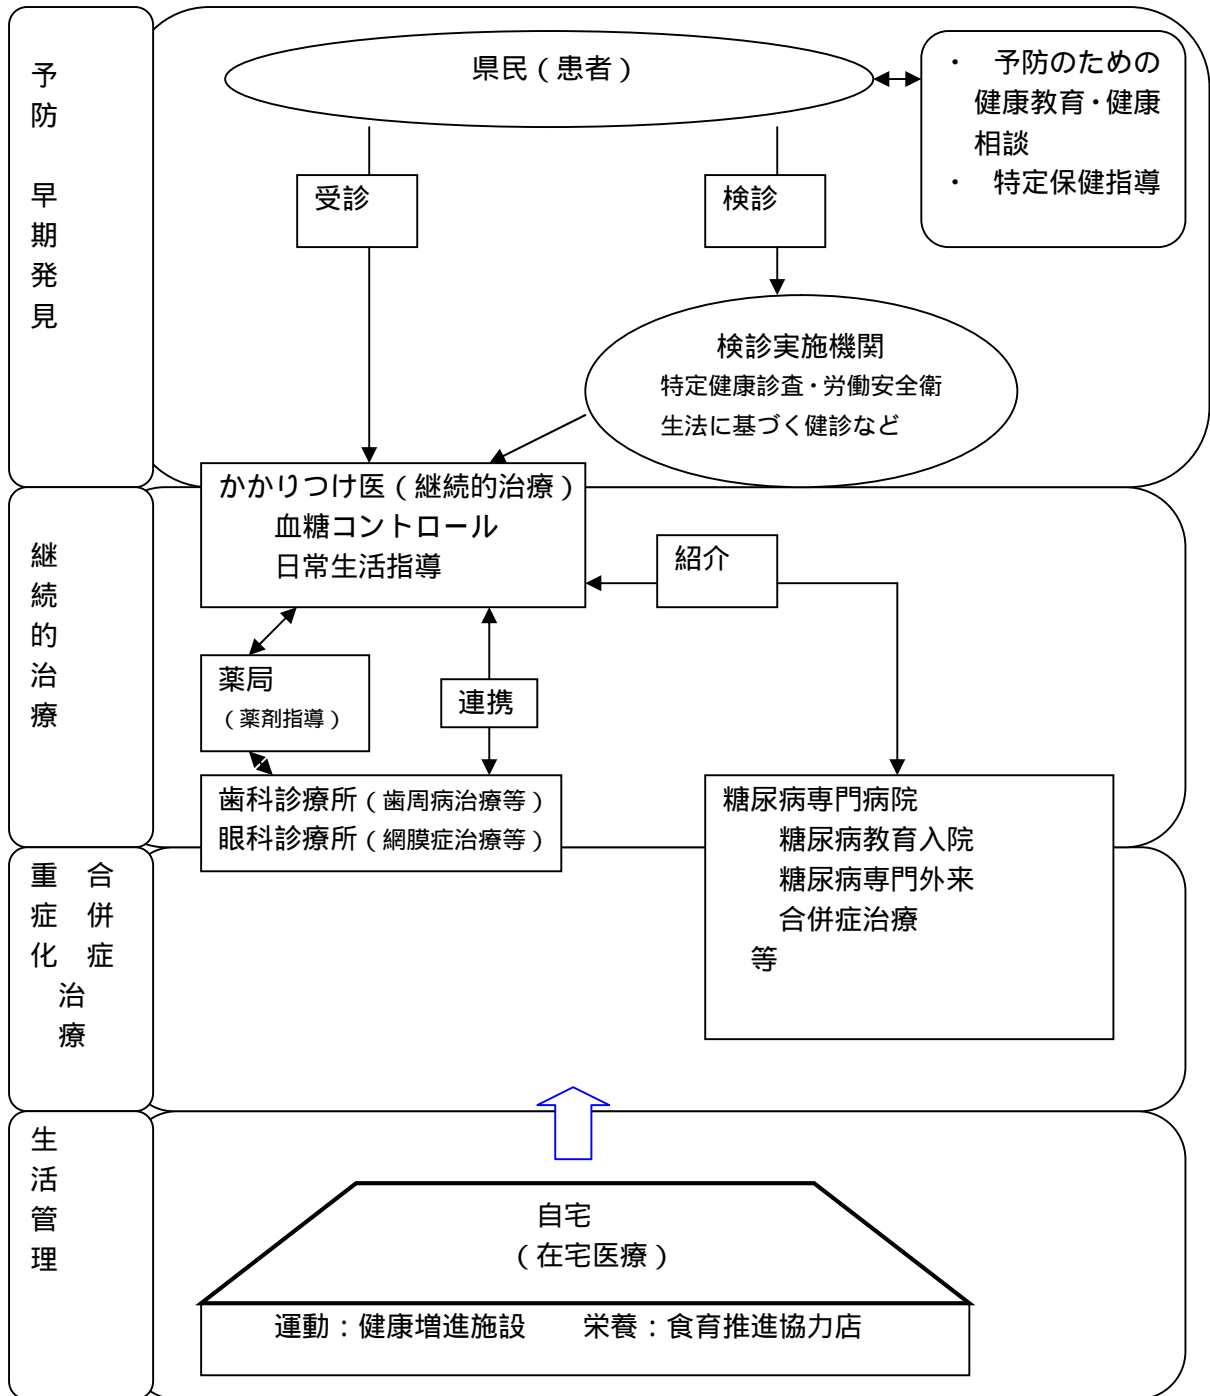 予防　早期発見
県民（患者）
・　予防のための
健康教育・健康
相談
・　特定保健指導
受診
検診
検診実施機関
特定健康診査・労働安全衛
生法に基づく健診など
継続的治療
かかりつけ医（継続的治療）
血糖コントロール
日常生活指導
紹介
薬局
（薬剤指導）
連携
歯科診療所（歯周病治療等）
眼科診療所（網膜症治療等）
糖尿病専門病院
糖尿病教育入院
糖尿病専門外来
合併症治療
等
重症化
合併症
治療
生活管理
自宅
（在宅医療）
運動：健康増進施設　　栄養：食育推進協力店